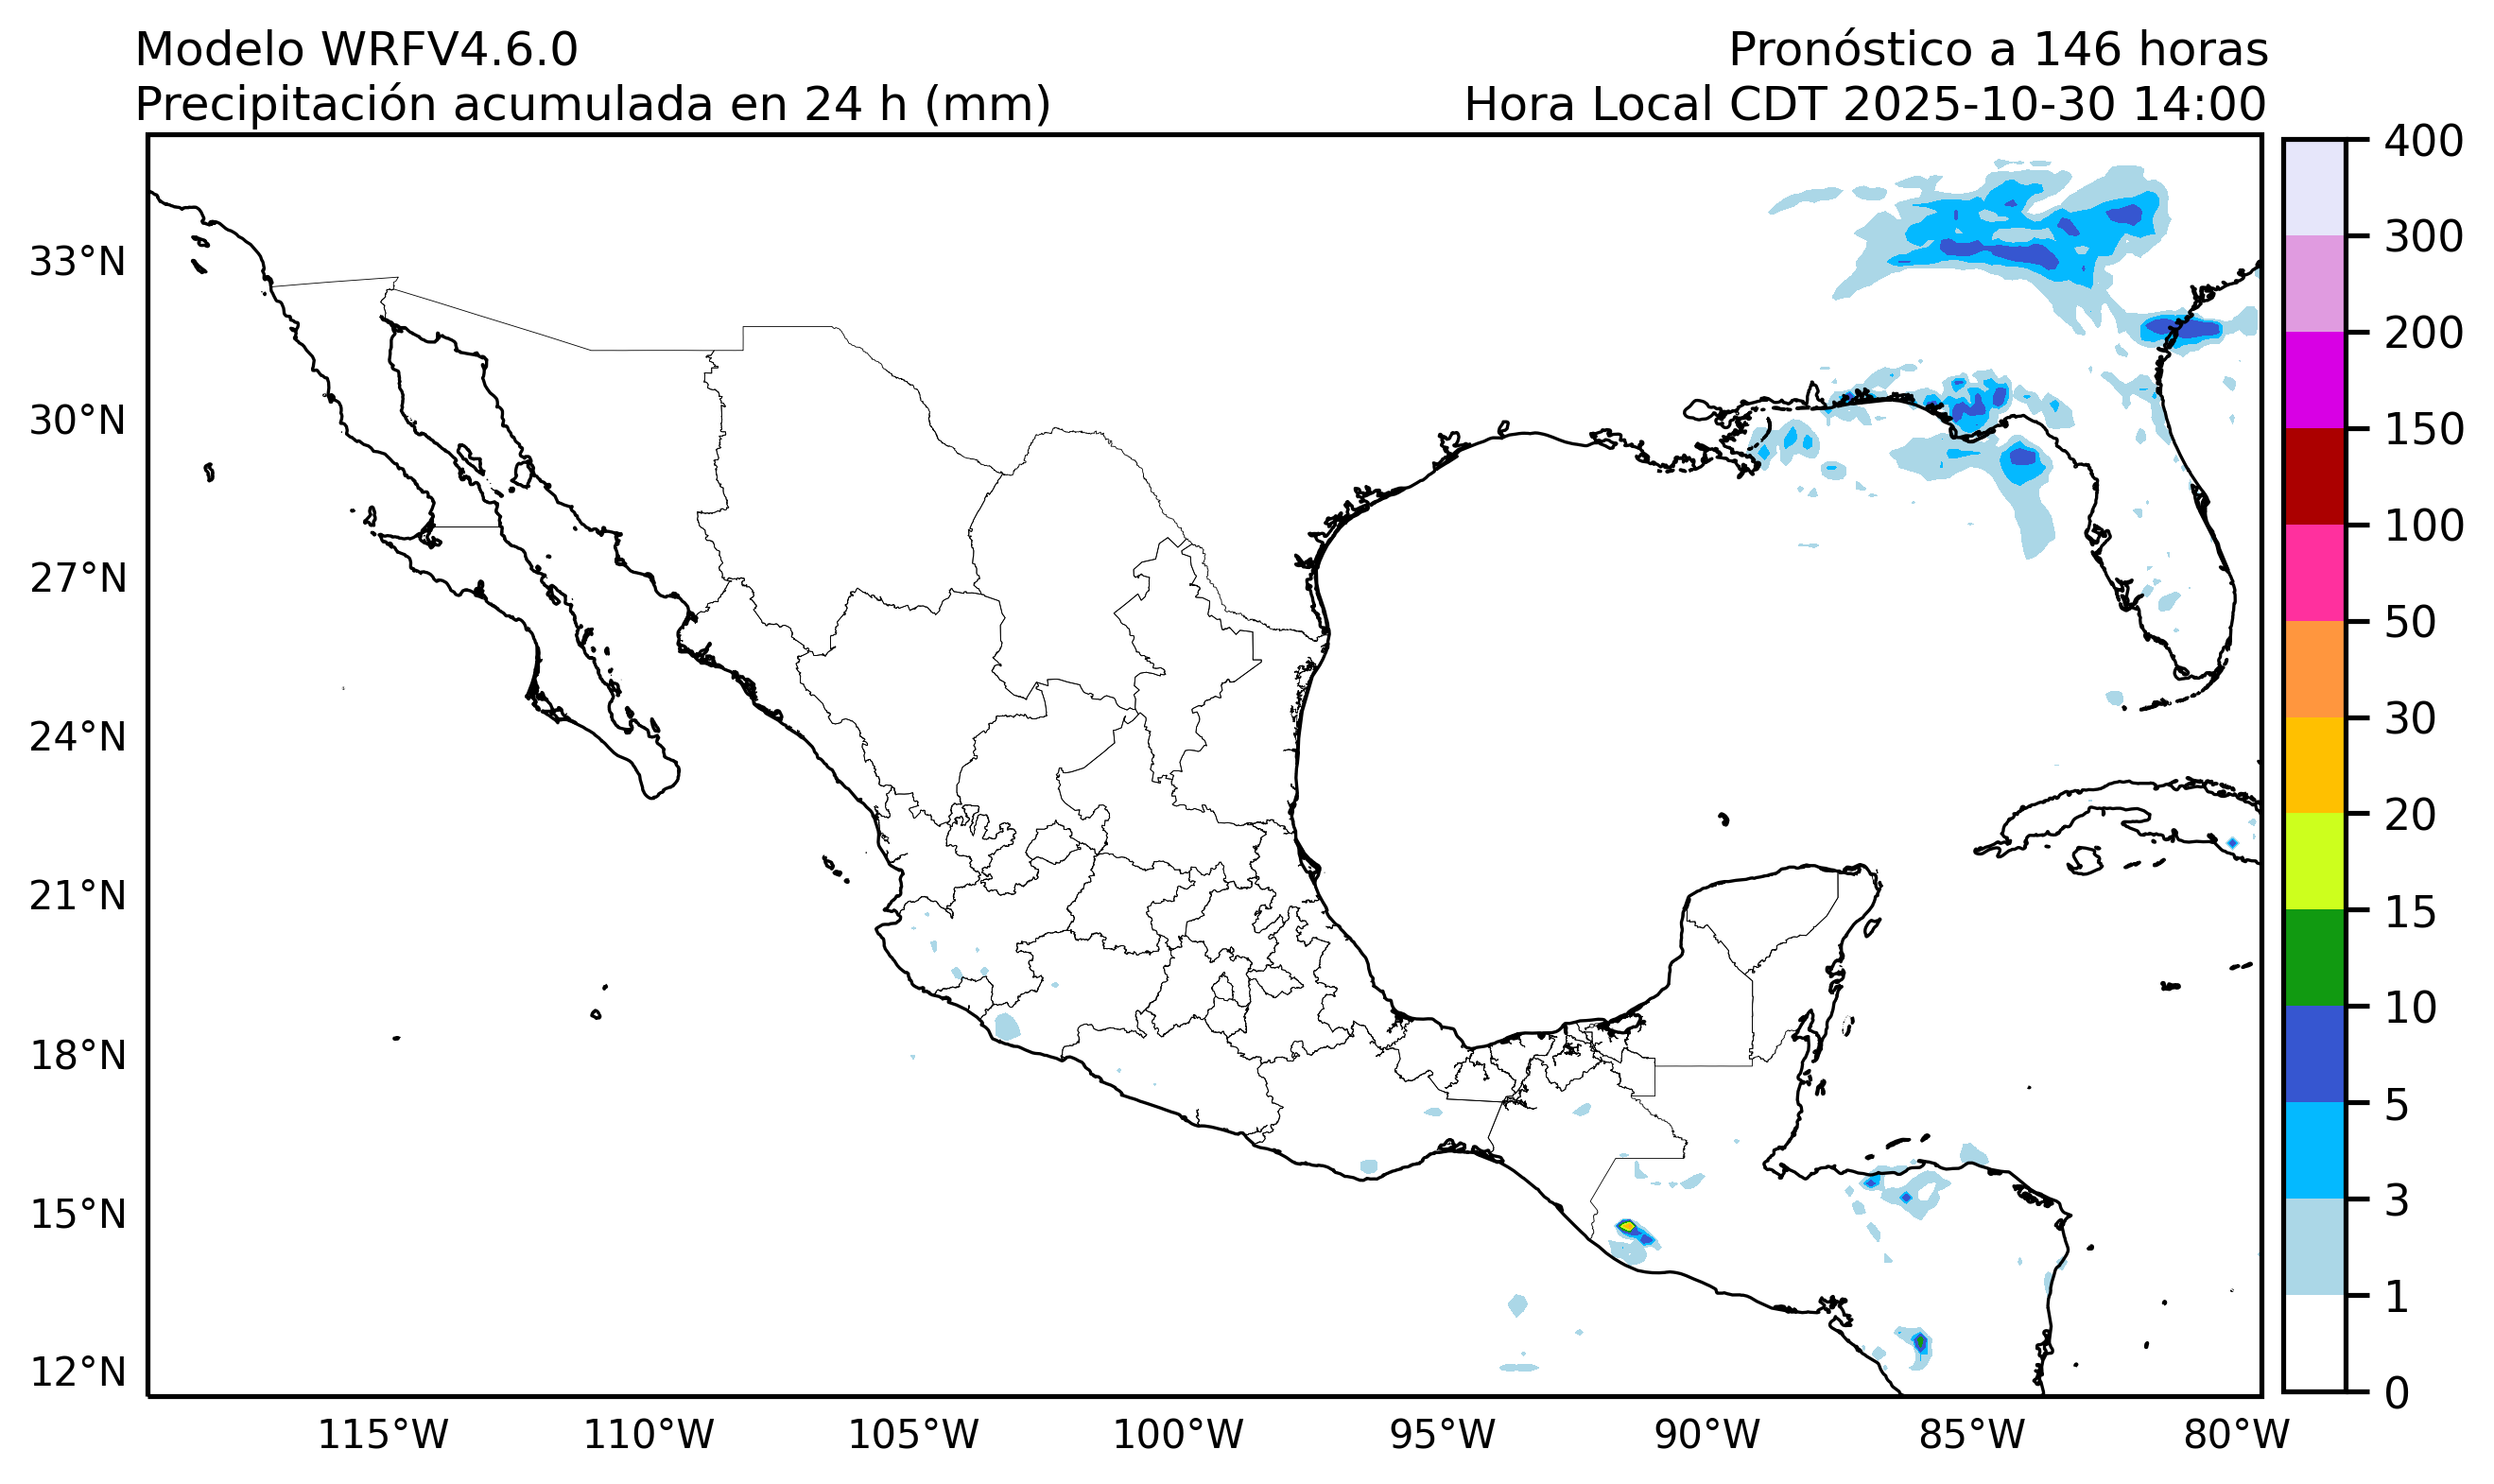 Modelo WRFV4.6.0
Pronóstico a 146 horas
Precipitación acumulada en 24 h (mm)
Hora Local CDT 2025-10-30 14:00
33°N
30°N
27°N
24°N
21°N
18°N
15°N
12°N
115°W
110°W
105°W
100°W
95°W
90°W
85°W
80°W
400
300
200
150
100
50
30
20
15
10
5
3
1
0